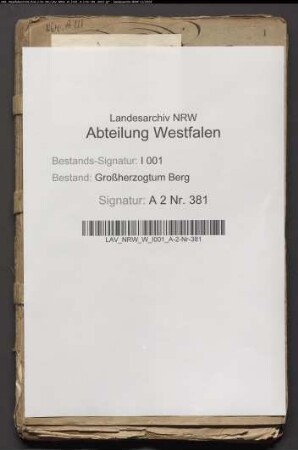 Landesarchiv NRW
Abteilung Westfalen
Bestands-Signatur: I 001
Bestand: Großherzogtum Berg
Signatur: A 2 Nr. 381
LAV_NRW_W_I001_A-2-Nr-381